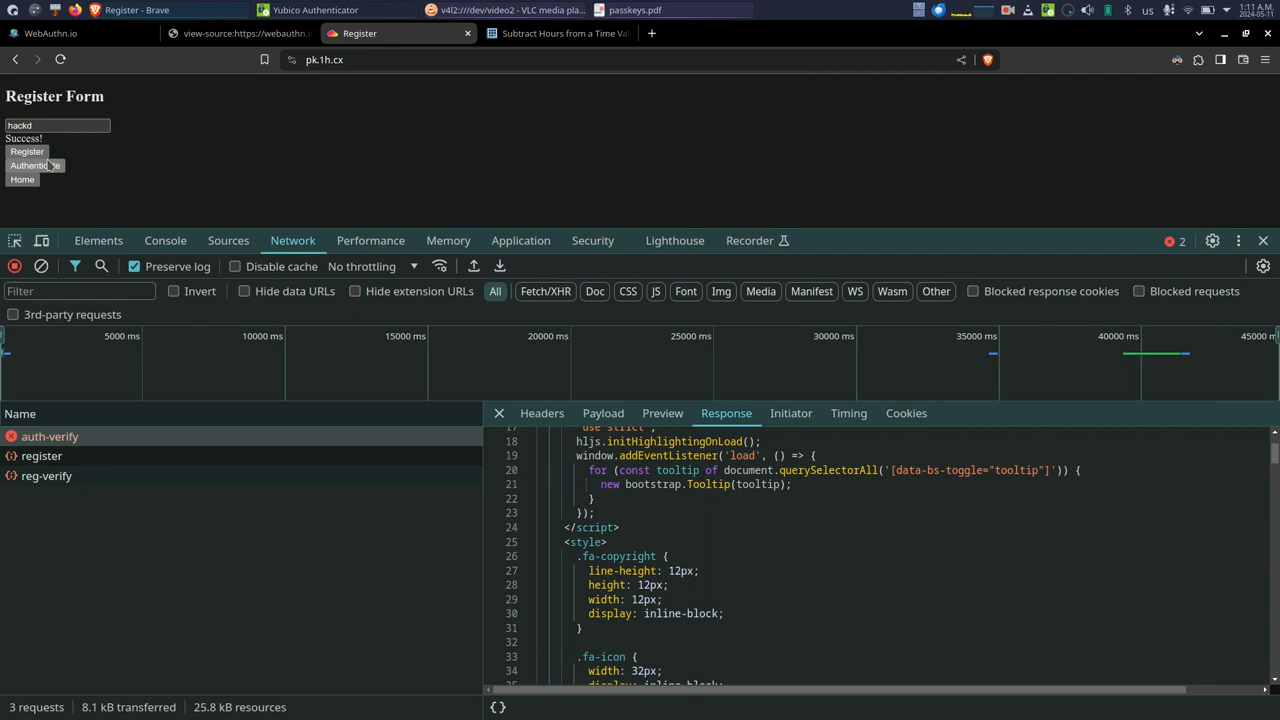 Register - Brave
Yubico Authenticator
v4l2:///dev/video2 - VLC media pla...
passkeys.pdf
1:11 A.M.
2024-05-11
WebAuthn.io
view-source:https://webauthn.i
Register
Subtract Hours from a Time Val
pk.1h.cx
Register Form
hackd
Success!
Register
Home
Elements
Console
Sources
Network
Performance
Memory
Application
Security
Lighthouse
Recorder
2
Preserve log
Disable cache
No throttling
Filter
Invert
Hide data URLs
Hide extension URLs
All
Fetch/XHR
Doc
CSS
JS
Font
Img
Media
Manifest
WS
Wasm
Other
Blocked response cookies
Blocked requests
3rd-party requests
5000 ms
10000 ms
15000 ms
20000 ms
25000 ms
30000 ms
35000 ms
40000 ms
45000 m
Name
Headers
Payload
Preview
Response
Initiator
Timing
Cookies
auth-verify
register
reg-verify
17 'use strict';
18 hljs.initHighlightingOnLoad();
19 window.addEventListener('load', () => {
20 for (const tooltip of document.querySelectorAll('[data-bs-toggle="tooltip"]')) {
21 new bootstrap.Tooltip(tooltip);
22 }
23 });
24 </script>
25 <style>
26 .fa-copyright {
27 line-height: 12px;
28 height: 12px;
29 width: 12px;
30 display: inline-block;
31 }
32
33 .fa-icon {
34 width: 32px;
35 display: inline-block;
3 requests
8.1 kB transferred
25.8 kB resources
{}